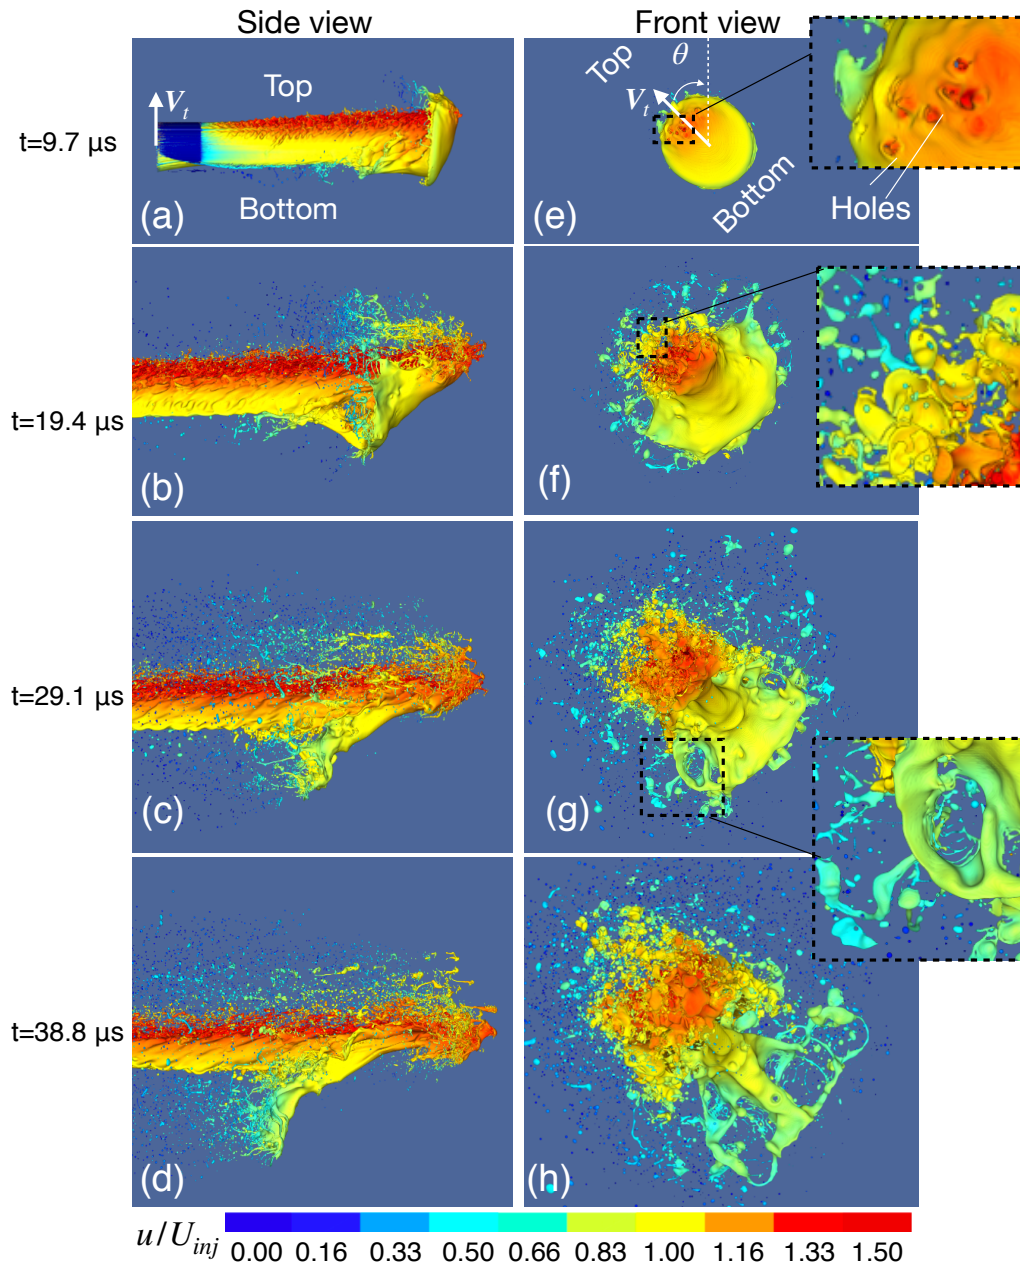 Side view
Front view
Top
V_t
t=9.7 µs
Bottom
(a)
θ
Top
V_t
Bottom
(e)
Holes
t=19.4 µs
(b)
(f)
t=29.1 µs
(c)
(g)
t=38.8 µs
(d)
(h)
u/U_inj
0.00 0.16 0.33 0.50 0.66 0.83 1.00 1.16 1.33 1.50